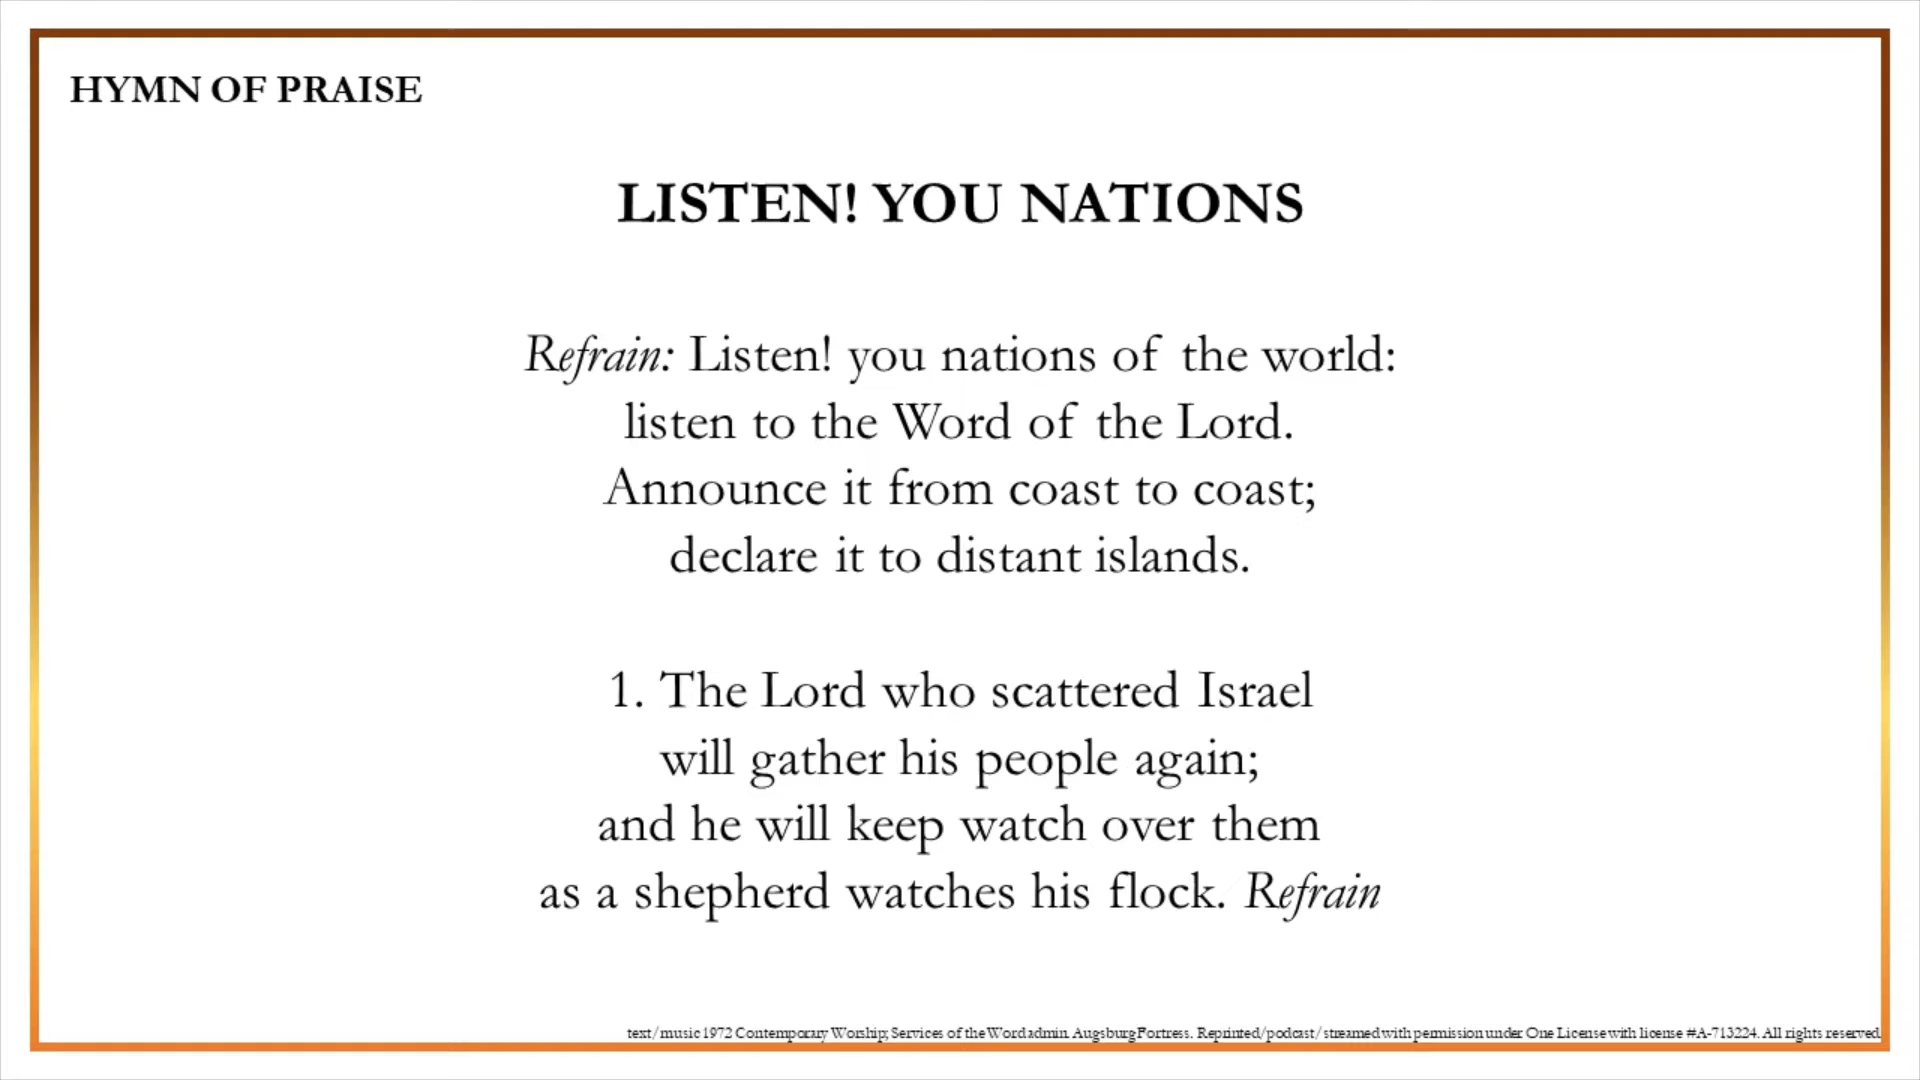 HYMN OF PRAISE
LISTEN! YOU NATIONS
Refrain: Listen! you nations of the world:
listen to the Word of the Lord.
Announce it from coast to coast;
declare it to distant islands.
1. The Lord who scattered Israel
will gather his people again;
and he will keep watch over them
as a shepherd watches his flock. Refrain
text/music 1972 Contemporary Worship; Services of the Word admin. Augsburg Fortress. Reprinted/podcast/streamed with permission under One License with license #A-713224. All rights reserved.